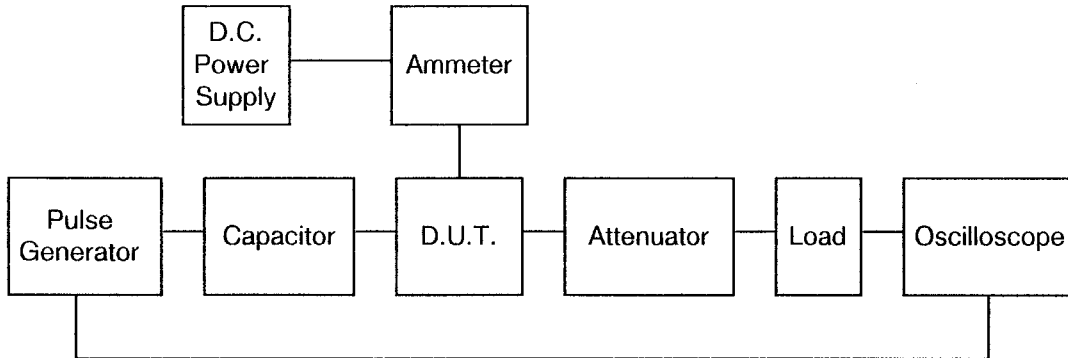 D.C.
Power
Supply
Ammeter
Pulse
Generator
Capacitor
D.U.T.
Attenuator
Load
Oscilloscope